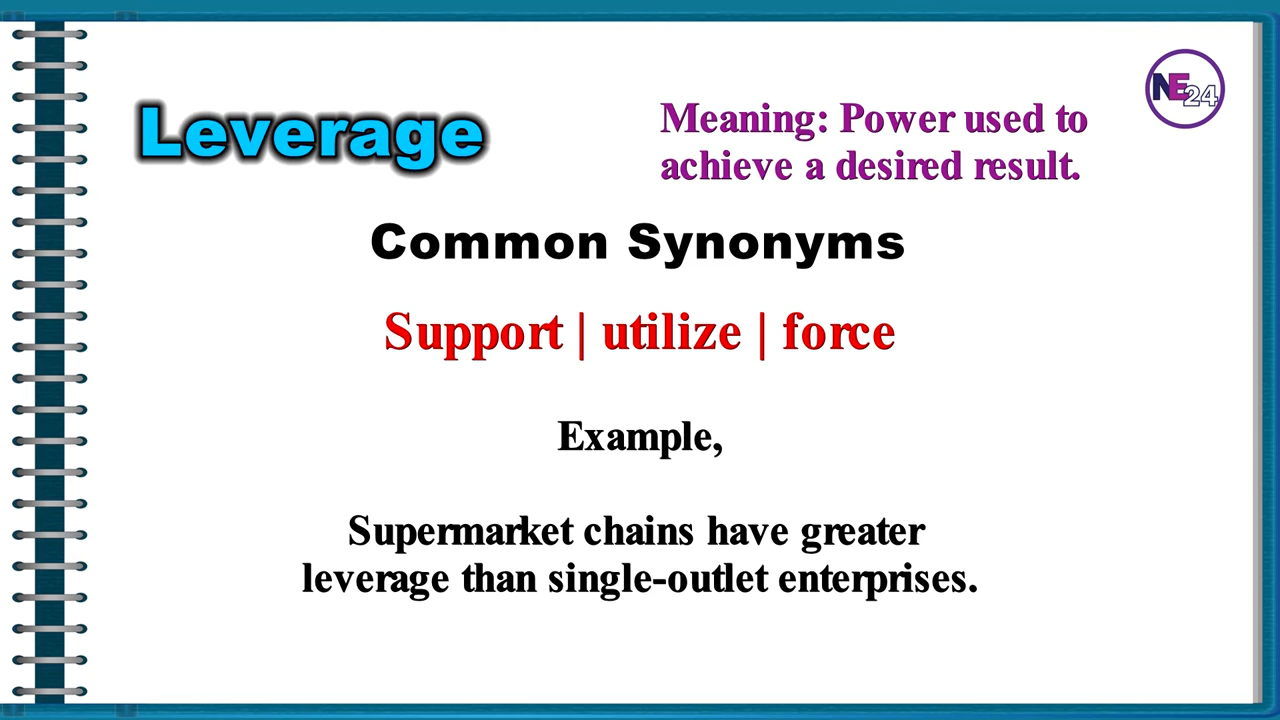 Leverage
Meaning: Power used to
achieve a desired result.
NE24
Common Synonyms
Support | utilize | force
Example,
Supermarket chains have greater
leverage than single-outlet enterprises.